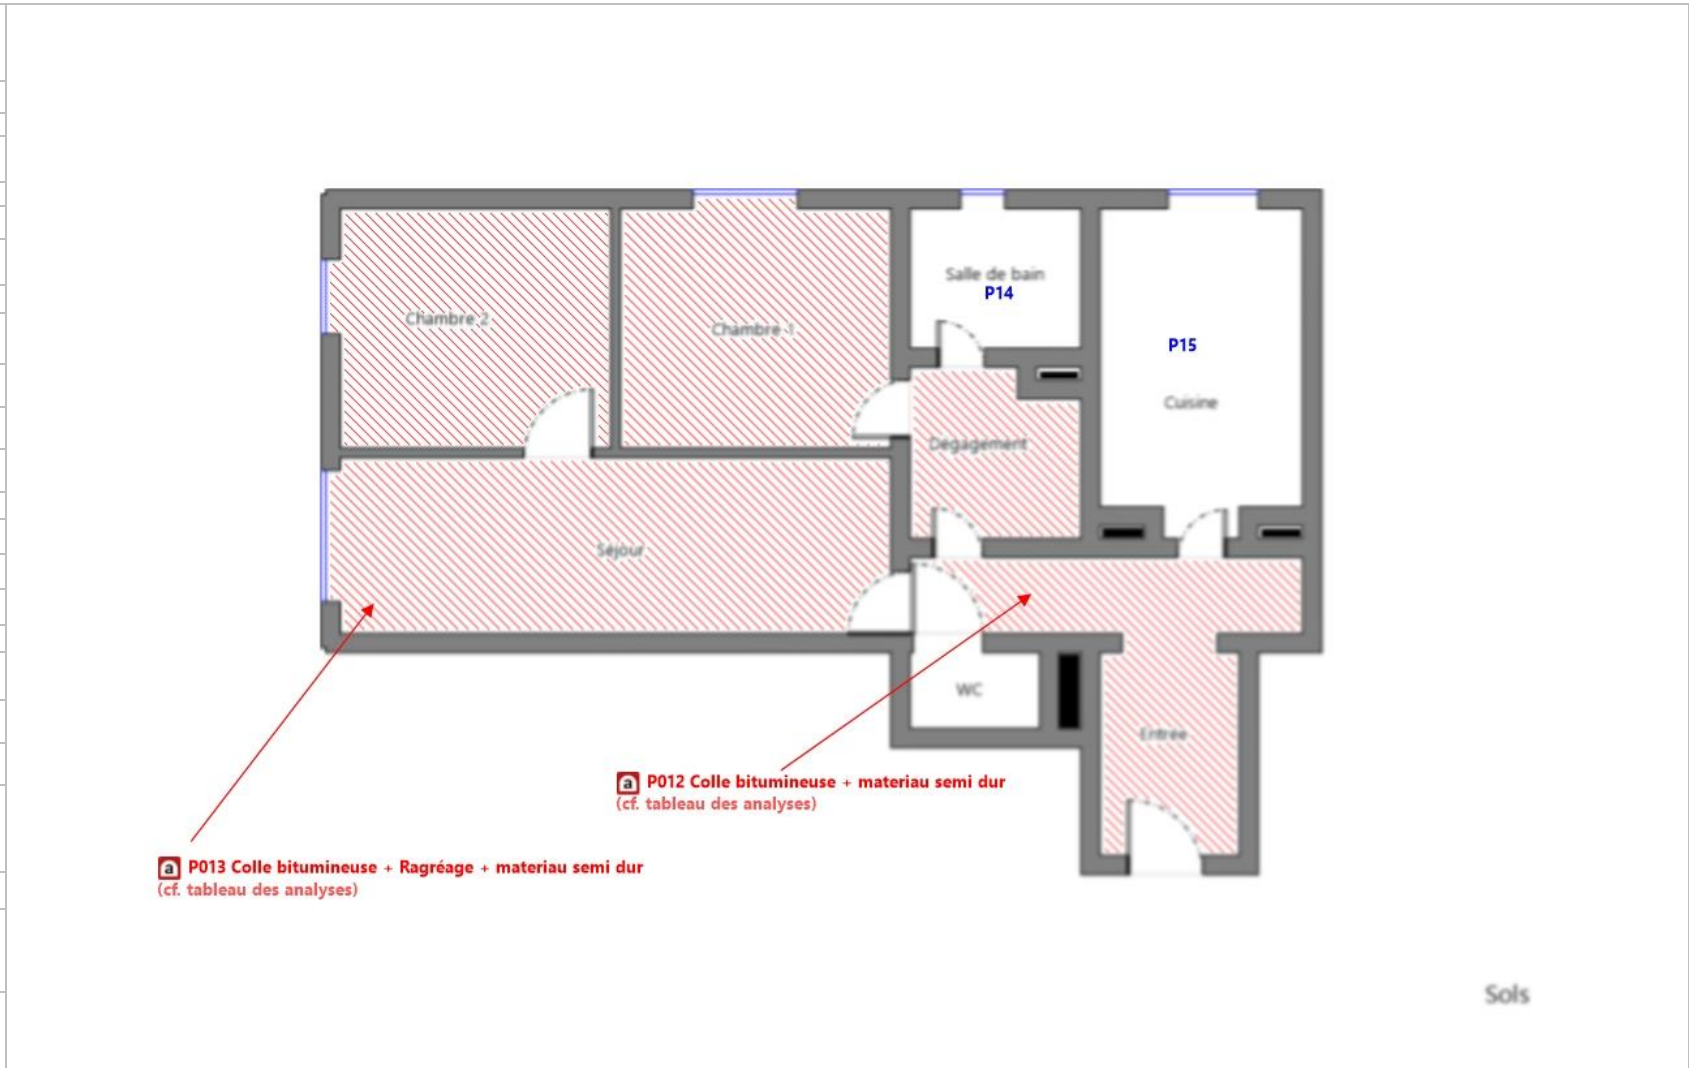 Salle de bain
P14
Chambre 2
Chambre 1
P15
Cuisine
Dégagement
Séjour
WC
Entrée
a P012 Colle bitumineuse + materiau semi dur
(cf. tableau des analyses)
a P013 Colle bitumineuse + Ragréage + materiau semi dur
(cf. tableau des analyses)
Sols